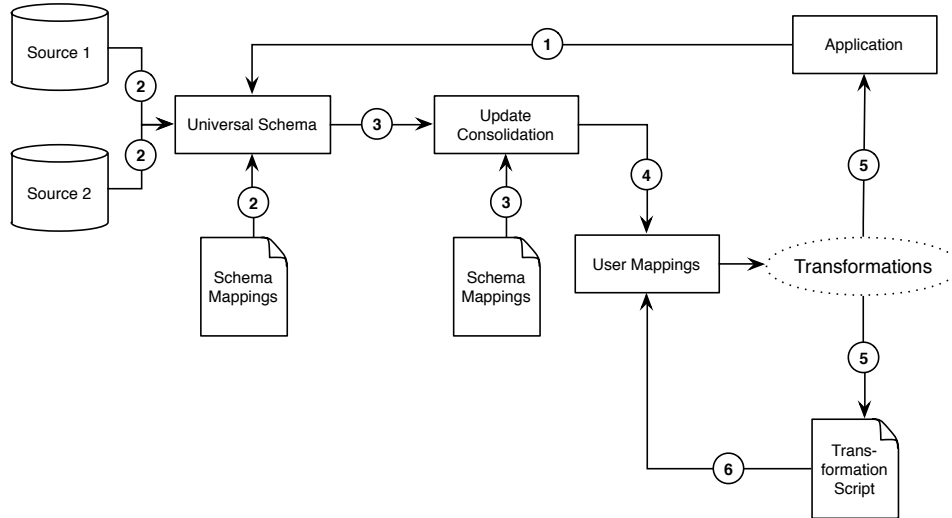 Source 1
1
Application
2
Universal Schema
3
Update
Consolidation
2
Source 2
4
5
2
3
User Mappings
Transformations
Schema
Mappings
Schema
Mappings
5
6
Trans-
formation
Script